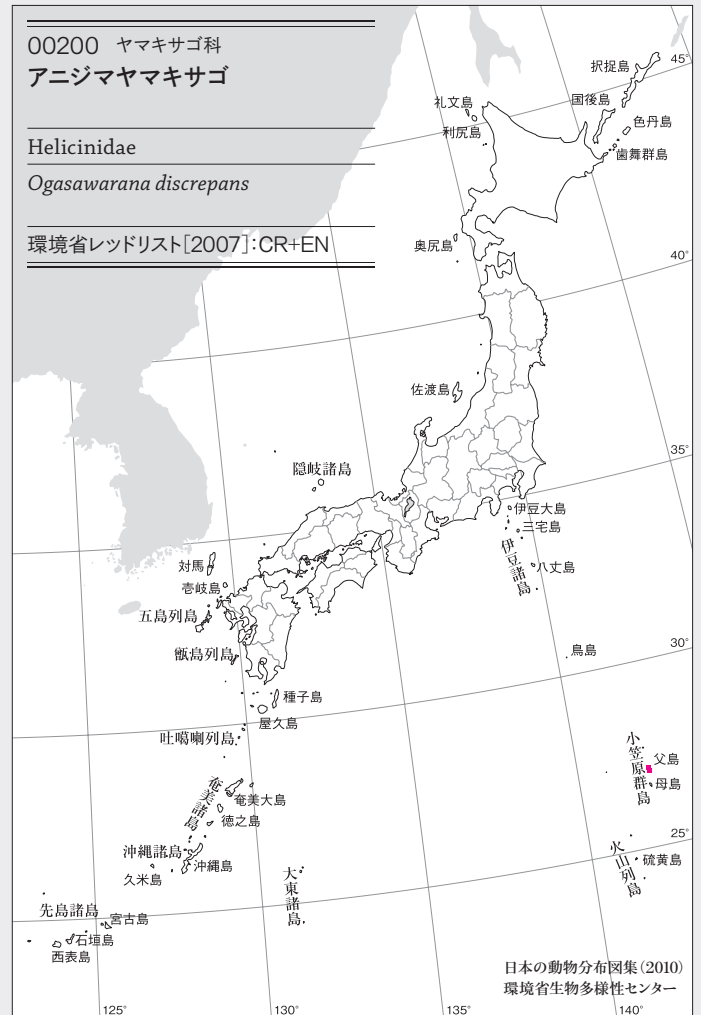 00200 ヤマキサゴ科
アニジマヤマキサゴ
Helicinidae
Ogasawarana discrepans
環境省レッドリスト[2007]:CR+EN
択捉島
45°
礼文島
国後島
利尻島
色丹島
歯舞群島
奥尻島
40°
佐渡島
35°
隠岐諸島
伊豆大島
三宅島
伊豆諸島
八丈島
対馬
壱岐島
五島列島
甑島列島
鳥島
30°
種子島
屋久島
吐噶喇列島
小笠原群島
父島
母島
奄美諸島
奄美大島
徳之島
25°
沖縄諸島
沖縄島
久米島
火山列島
硫黄島
大東諸島
先島諸島
宮古島
石垣島
西表島
日本の動物分布図集(2010)
環境省生物多様性センター
125°
130°
135°
140°